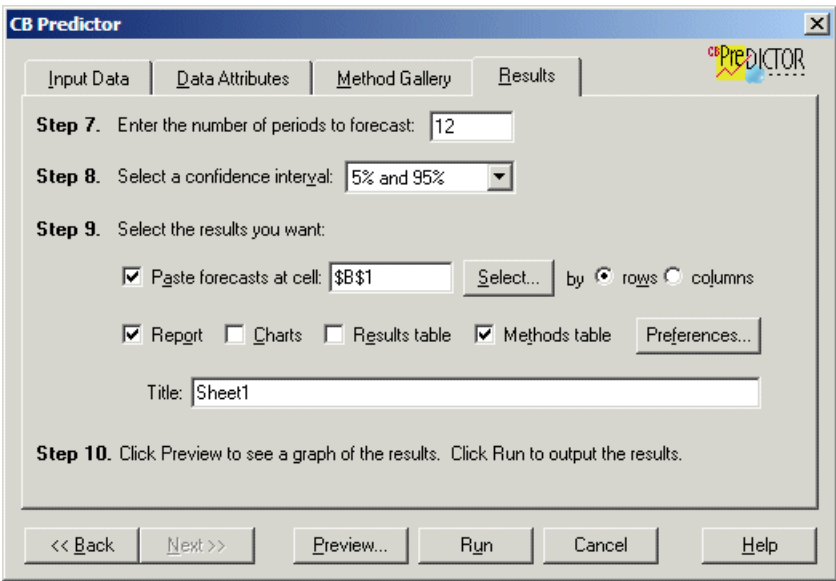 CB Predictor
CB PreDICTOR
Input Data Data Attributes Method Gallery Results
Step 7. Enter the number of periods to forecast: 12
Step 8. Select a confidence interval: 5% and 95%
Step 9. Select the results you want:
Paste forecasts at cell: $B$1 Select... by rows columns
Report Charts Results table Methods table Preferences...
Title: Sheet1
Step 10. Click Preview to see a graph of the results. Click Run to output the results.
<< Back Next >> Preview... Run Cancel Help